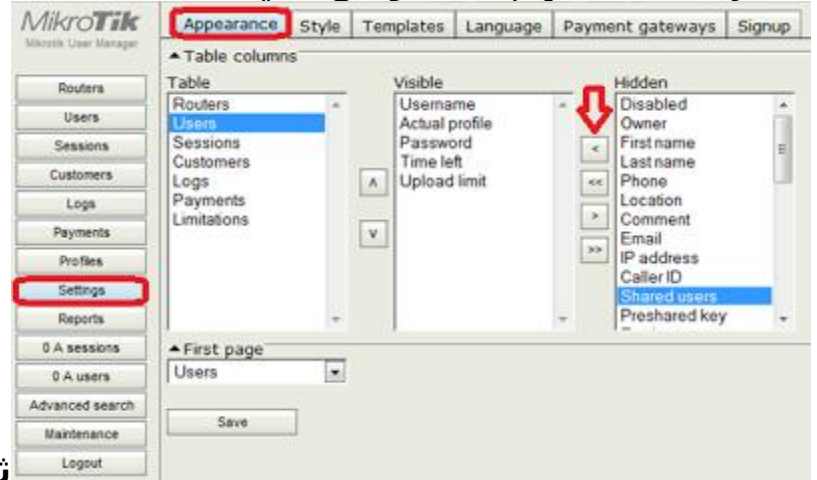 MikroTik
Mikrotik User Manager
Routers
Users
Sessions
Customers
Logs
Payments
Profiles
Settings
Reports
0 A sessions
0 A users
Advanced search
Maintenance
Logout
Appearance Style Templates Language Payment gateways Signup
Table columns
Table
Routers
Users
Sessions
Customers
Logs
Payments
Limitations
Λ
V
Visible
Username
Actual profile
Password
Time left
Upload limit
<
<<
>
>>
Hidden
Disabled
Owner
First name
Last name
Phone
Location
Comment
Email
IP address
Caller ID
Shared users
Preshared key
First page
Users
Save